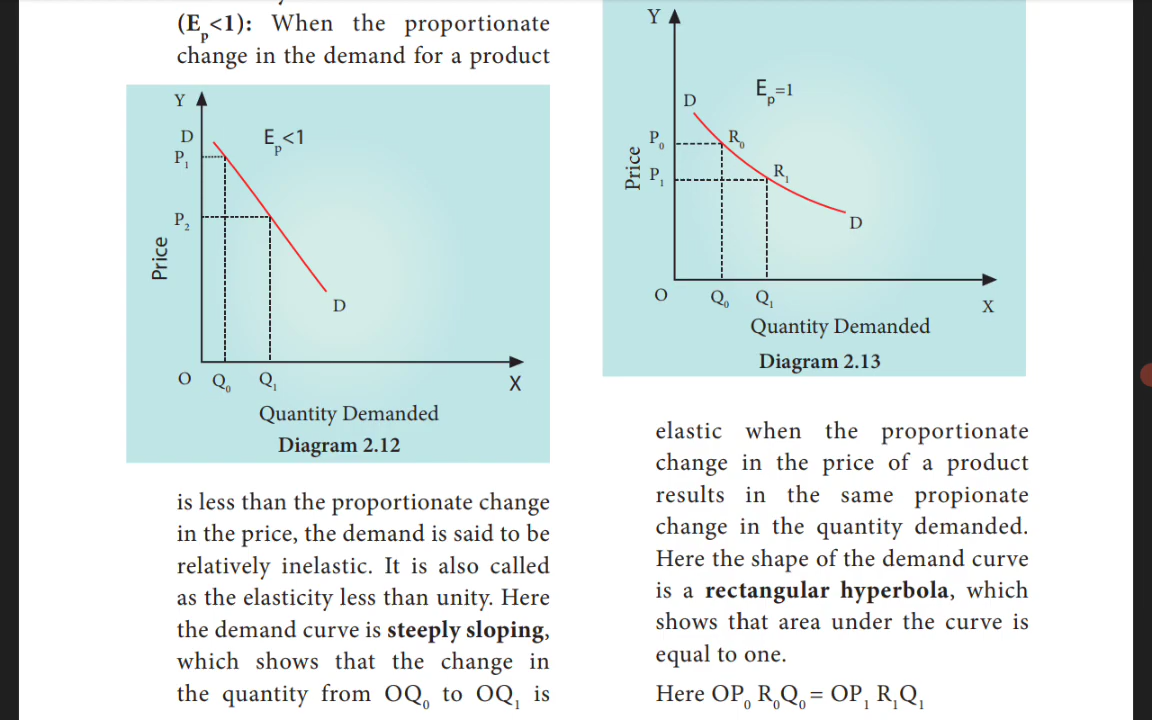 (Eₚ<1): When the proportionate
change in the demand for a product
Y
D
Eₚ<1
P₁
P₂
Price
D
O Q₀ Q₁ X
Quantity Demanded
Diagram 2.12
is less than the proportionate change
in the price, the demand is said to be
relatively inelastic. It is also called
as the elasticity less than unity. Here
the demand curve is steeply sloping,
which shows that the change in
the quantity from OQ₀ to OQ₁ is
Y
Eₚ=1
D
P₀ R₀
P₁ R₁
Price
D
O Q₀ Q₁ X
Quantity Demanded
Diagram 2.13
elastic when the proportionate
change in the price of a product
results in the same propionate
change in the quantity demanded.
Here the shape of the demand curve
is a rectangular hyperbola, which
shows that area under the curve is
equal to one.
Here OP₀ R₀Q₀ = OP₁ R₁Q₁